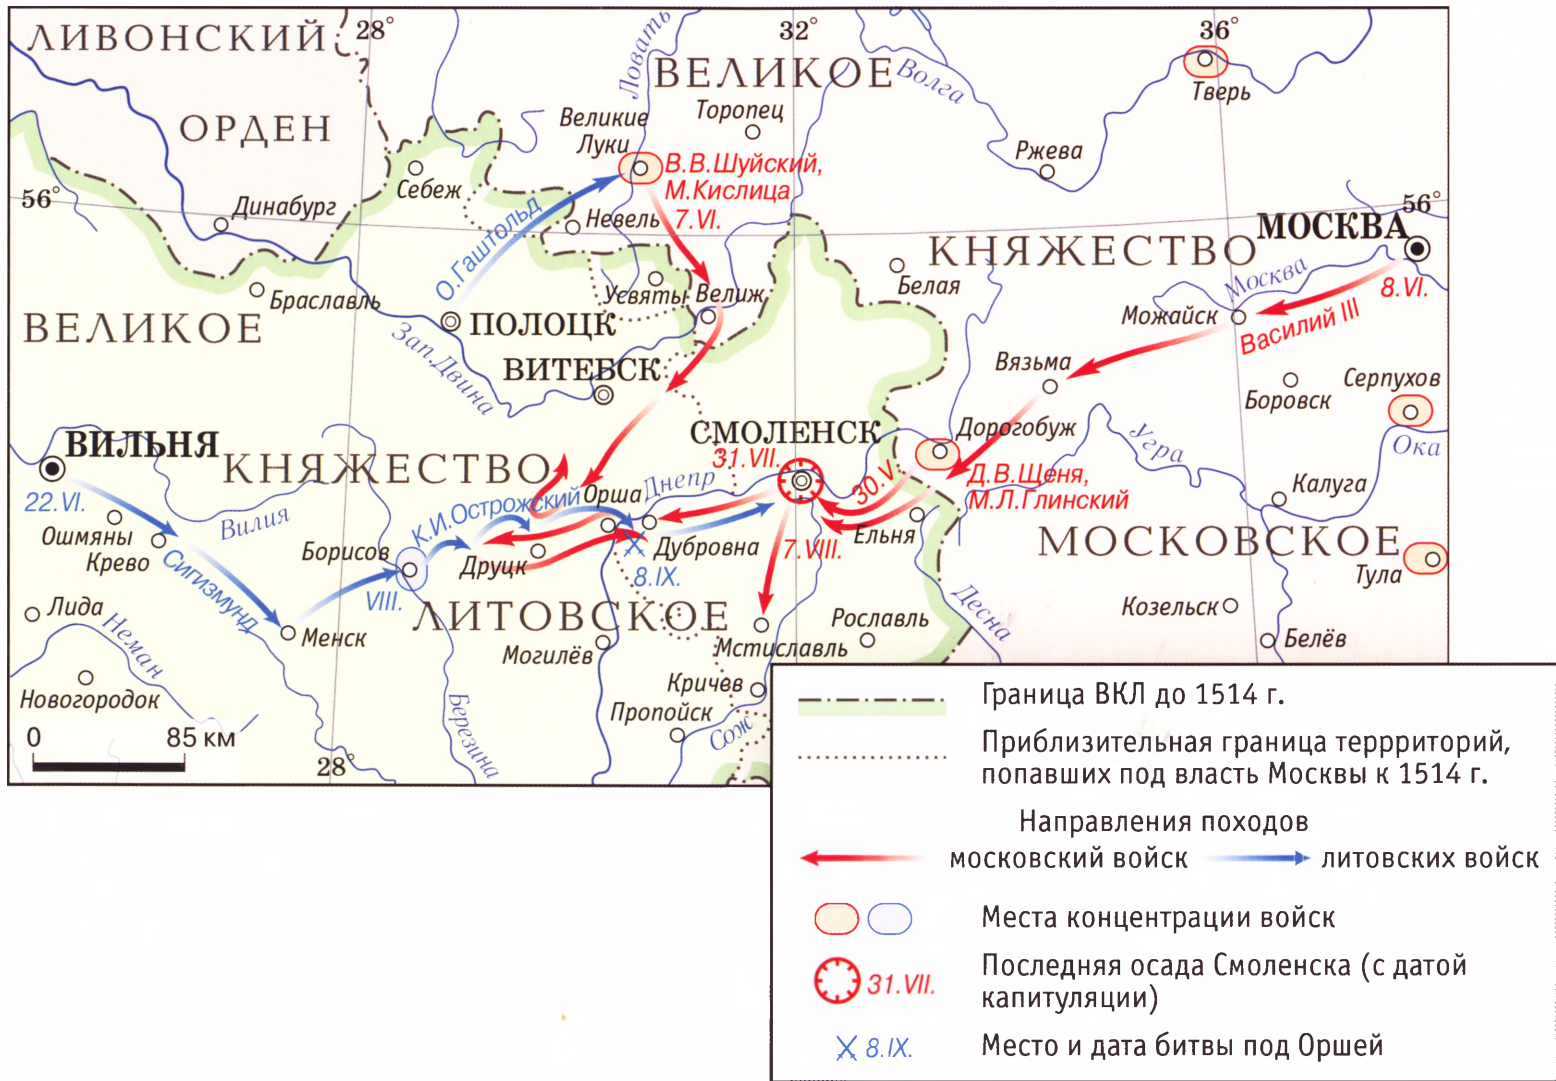 ЛИВОНСКИЙ
ОРДЕН
28°
32°
36°
Ловать
ВЕЛИКОЕ
Волга
Тверь
Торопец
Великие
Луки
В.В.Шуйский,
М.Кислица
7.VI.
Ржева
Себеж
56°
Динабург
Невель
О.Гаштольд
56°
МОСКВА
КНЯЖЕСТВО
Москва
8.VI.
Белая
Усвяты
Велиж
Браславль
ВЕЛИКОЕ
ПОЛОЦК
Зап.Двина
ВИТЕБСК
Можайск
Василий III
Вязьма
Боровск
Серпухов
Ока
Угра
Дорогобуж
СМОЛЕНСК
31.VII.
30.V.
Д.В.Щеня,
М.Л.Глинский
Калуга
ВИЛЬНЯ
22.VI.
КНЯЖЕСТВО
Днепр
Орша
К.И.Острожский
Вилия
Ошмяны
Крево
Сигизмунд
Борисов
VIII.
Друцк
Дубровна
8.IX.
7.VIII.
Ельня
МОСКОВСКОЕ
Тула
Лида
Неман
Менск
ЛИТОВСКОЕ
Могилёв
Мстиславль
Рославль
Десна
Козельск
Белёв
Новогородок
Кричев
Пропойск
Сож
Березина
0
85 км
28°
Граница ВКЛ до 1514 г.
Приблизительная граница террриторий,
попавших под власть Москвы к 1514 г.
Направления походов
московский войск
литовских войск
Места концентрации войск
31.VII.
Последняя осада Смоленска (с датой
капитуляции)
8.IX.
Место и дата битвы под Оршей